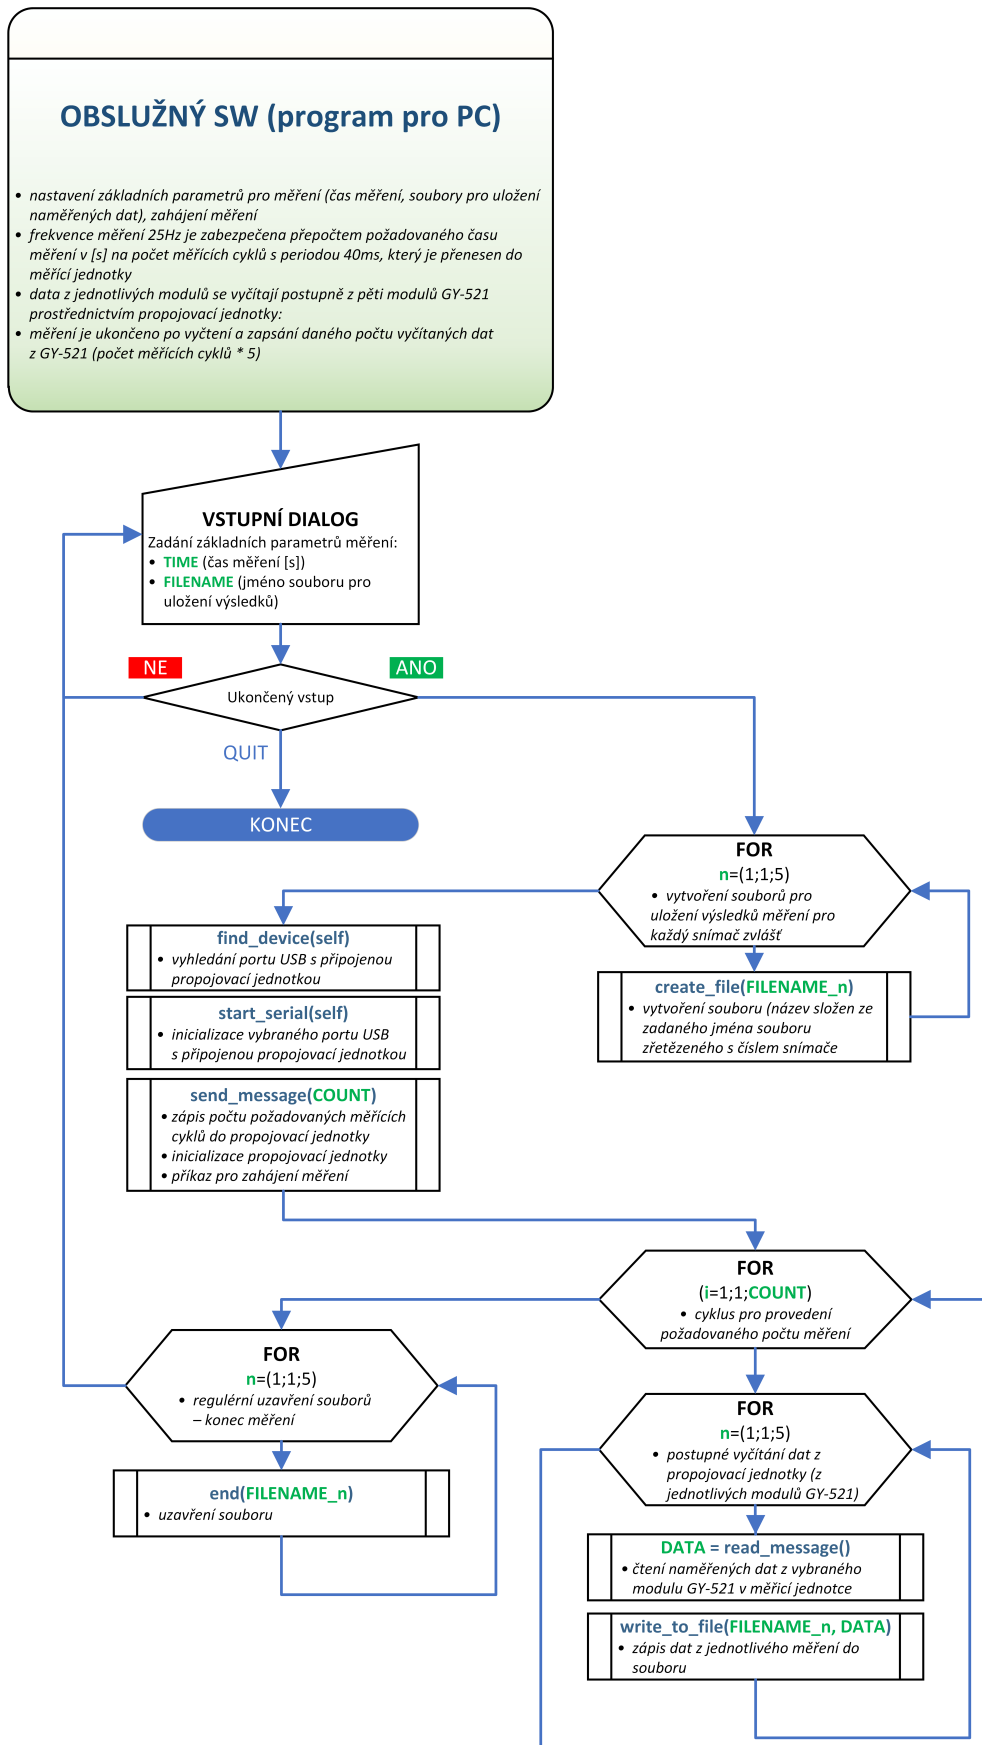 OBSLUŽNÝ SW (program pro PC)
• nastavení základních parametrů pro měření (čas měření, soubory pro uložení
naměřených dat), zahájení měření
• frekvence měření 25Hz je zabezpečena přepočtem požadovaného času
měření v [s] na počet měřících cyklů s periodou 40ms, který je přenesen do
měřící jednotky
• data z jednotlivých modulů se vyčítají postupně z pěti modulů GY-521
prostřednictvím propojovací jednotky:
• měření je ukončeno po vyčtení a zapsání daného počtu vyčítaných dat
z GY-521 (počet měřících cyklů * 5)
VSTUPNÍ DIALOG
Zadání základních parametrů měření:
• TIME (čas měření [s])
• FILENAME (jméno souboru pro
uložení výsledků)
NE
ANO
Ukončený vstup
QUIT
KONEC
FOR
n=(1;1;5)
• vytvoření souborů pro
uložení výsledků měření pro
každý snímač zvlášť
create_file(FILENAME_n)
• vytvoření souboru (název složen ze
zadaného jména souboru
zřetězeného s číslem snímače
find_device(self)
• vyhledání portu USB s připojenou
propojovací jednotkou
start_serial(self)
• inicializace vybraného portu USB
s připojenou propojovací jednotkou
send_message(COUNT)
• zápis počtu požadovaných měřících
cyklů do propojovací jednotky
• inicializace propojovací jednotky
• příkaz pro zahájení měření
FOR
(i=1;1;COUNT)
• cyklus pro provedení
požadovaného počtu měření
FOR
n=(1;1;5)
• regulérní uzavření souborů
– konec měření
end(FILENAME_n)
• uzavření souboru
FOR
n=(1;1;5)
• postupné vyčítání dat z
propojovací jednotky (z
jednotlivých modulů GY-521)
DATA = read_message()
• čtení naměřených dat z vybraného
modulu GY-521 v měřicí jednotce
write_to_file(FILENAME_n, DATA)
• zápis dat z jednotlivého měření do
souboru